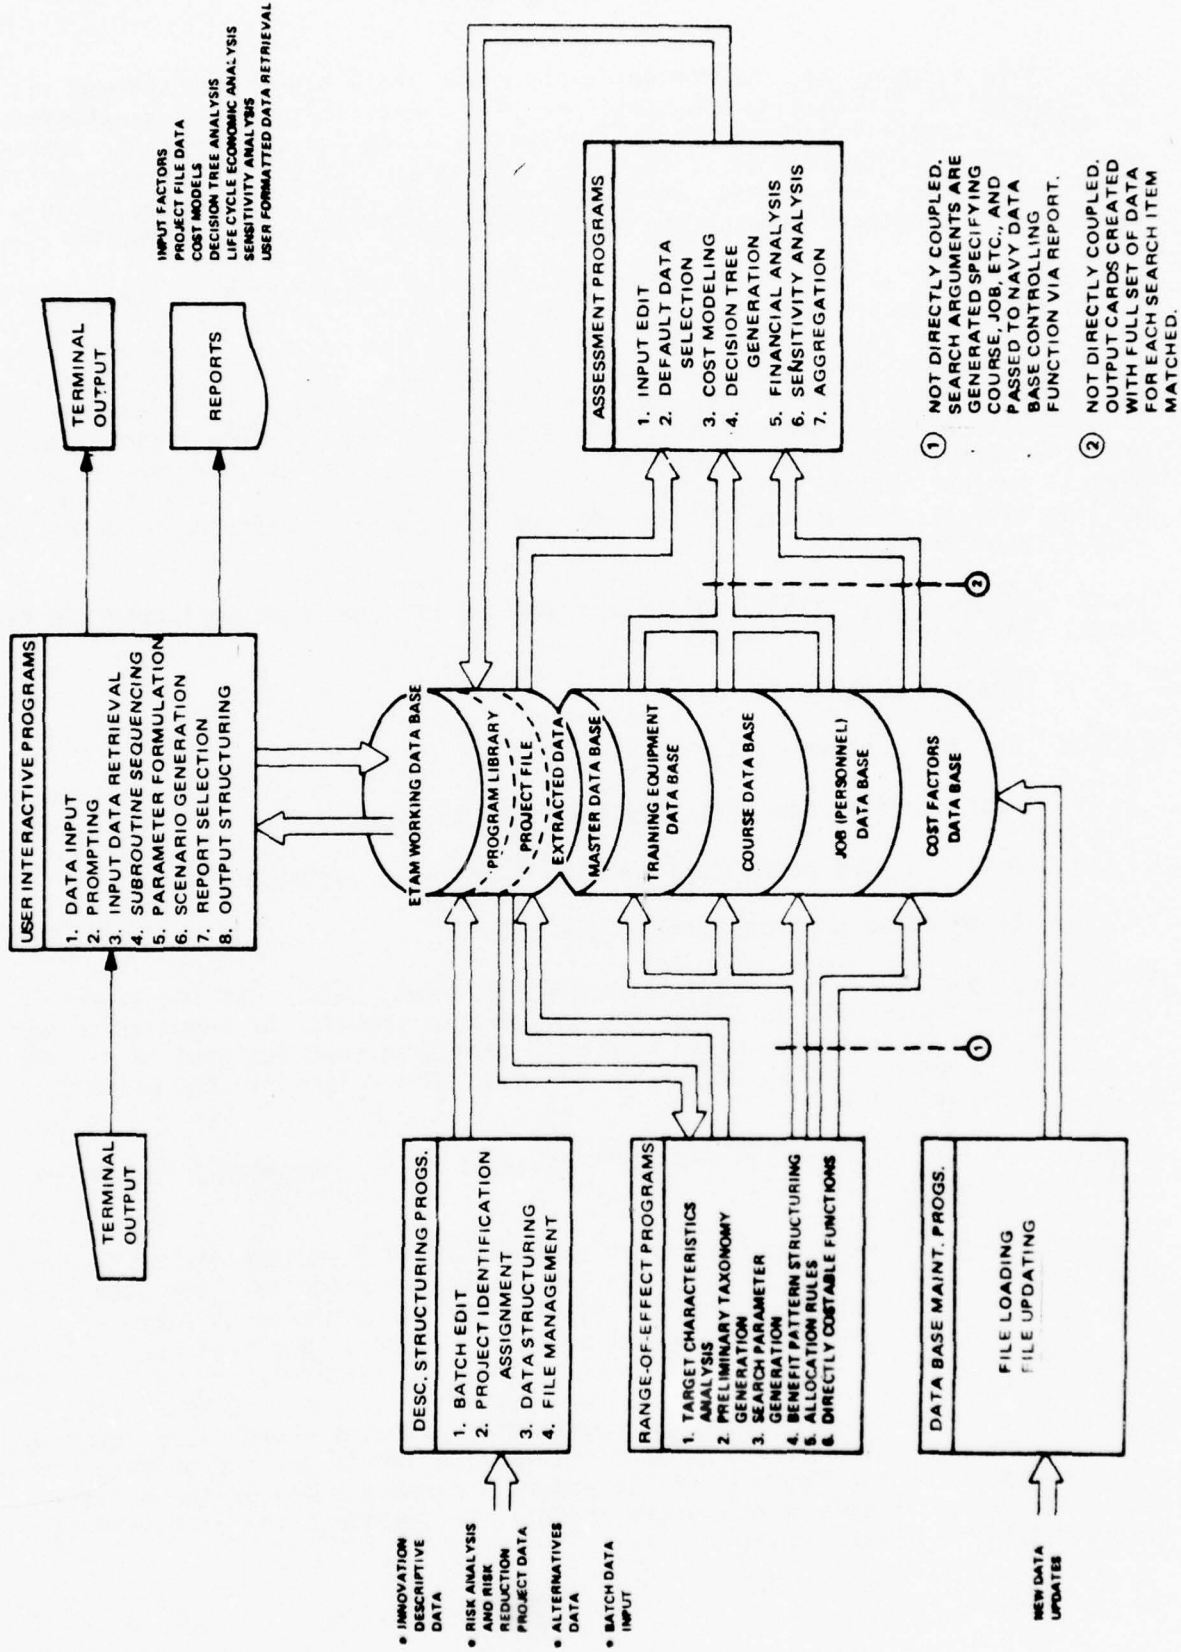 TERMINAL
OUTPUT
USER INTERACTIVE PROGRAMS
1. DATA INPUT
2. PROMPTING
3. INPUT DATA RETRIEVAL
4. SUBROUTINE SEQUENCING
5. PARAMETER FORMULATION
6. SCENARIO GENERATION
7. REPORT SELECTION
8. OUTPUT STRUCTURING
TERMINAL
OUTPUT
REPORTS
INPUT FACTORS
PROJECT FILE DATA
COST MODELS
DECISION TREE ANALYSIS
LIFE CYCLE ECONOMIC ANALYSIS
SENSITIVITY ANALYSIS
USER FORMATTED DATA RETRIEVAL
• INNOVATION
DESCRIPTIVE
DATA
• RISK ANALYSIS
AND RISK
REDUCTION
PROJECT DATA
• ALTERNATIVES
DATA
• BATCH DATA
INPUT
DESC. STRUCTURING PROGS.
1. BATCH EDIT
2. PROJECT IDENTIFICATION
ASSIGNMENT
3. DATA STRUCTURING
4. FILE MANAGEMENT
RANGE-OF-EFFECT PROGRAMS
1. TARGET CHARACTERISTICS
ANALYSIS
2. PRELIMINARY TAXONOMY
GENERATION
3. SEARCH PARAMETER
GENERATION
4. BENEFIT PATTERN STRUCTURING
5. ALLOCATION RULES
6. DIRECTLY COSTABLE FUNCTIONS
NEW DATA
UPDATES
DATA BASE MAINT. PROGS.
FILE LOADING
FILE UPDATING
ETAM WORKING DATA BASE
PROGRAM LIBRARY
PROJECT FILE
EXTRACTED DATA
MASTER DATA BASE
TRAINING EQUIPMENT
DATA BASE
COURSE DATA BASE
JOB (PERSONNEL)
DATA BASE
COST FACTORS
DATA BASE
1
2
ASSESSMENT PROGRAMS
1. INPUT EDIT
2. DEFAULT DATA
SELECTION
3. COST MODELING
4. DECISION TREE
GENERATION
5. FINANCIAL ANALYSIS
6. SENSITIVITY ANALYSIS
7. AGGREGATION
1 NOT DIRECTLY COUPLED.
SEARCH ARGUMENTS ARE
GENERATED SPECIFYING
COURSE, JOB, ETC., AND
PASSED TO NAVY DATA
BASE CONTROLLING
FUNCTION VIA REPORT.
2 NOT DIRECTLY COUPLED.
OUTPUT CARDS CREATED
WITH FULL SET OF DATA
FOR EACH SEARCH ITEM
MATCHED.